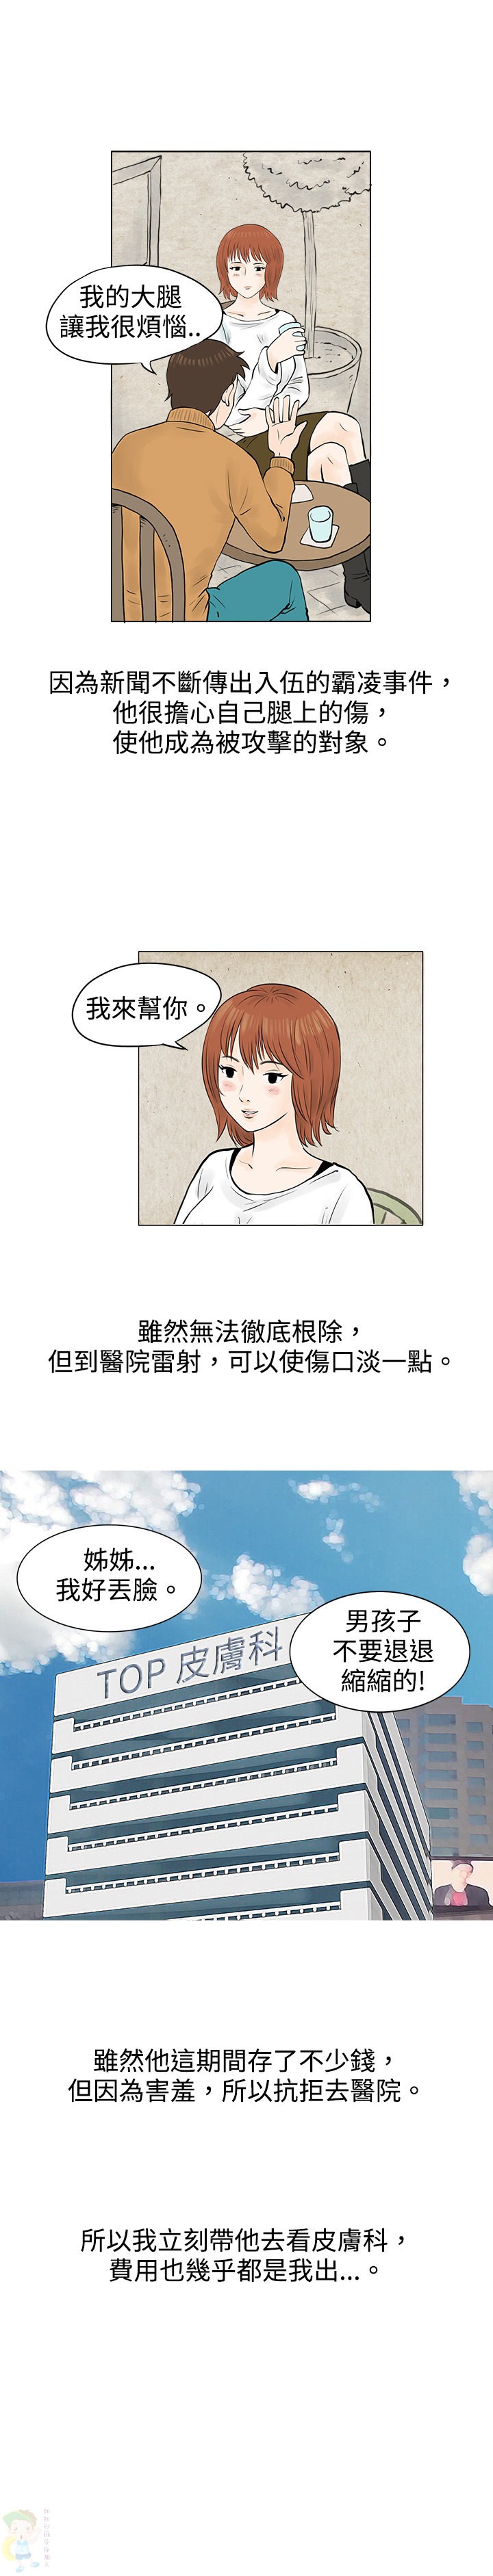 我的大腿
讓我很煩惱..
因為新聞不斷傳出入伍的霸凌事件，
他很擔心自己腿上的傷，
使他成為被攻擊的對象。
我來幫你。
雖然無法徹底根除，
但到醫院雷射，可以使傷口淡一點。
姊姊...
我好丟臉。
男孩子
不要退退
縮縮的!
TOP 皮膚科
雖然他這期間存了不少錢，
但因為害羞，所以抗拒去醫院。
所以我立刻帶他去看皮膚科，
費用也幾乎都是我出...。